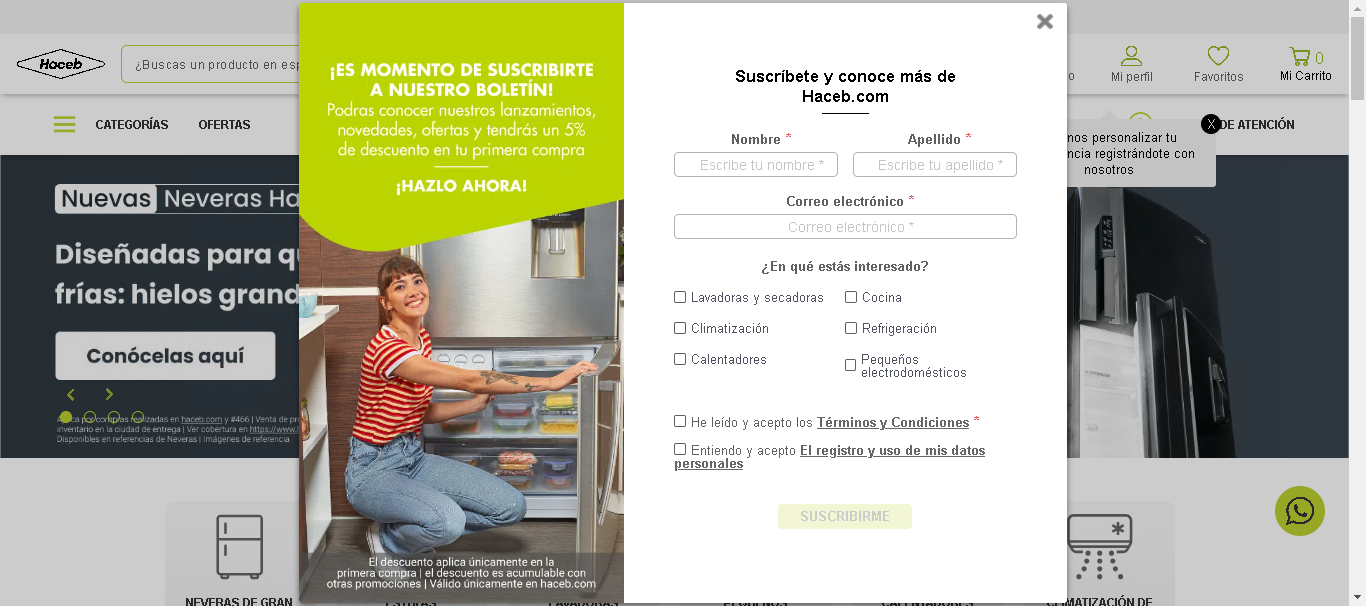 Haceb
¿Buscas un producto en esp
Mi perfil
Favoritos
0
Mi Carrito
CATEGORÍAS
OFERTAS
X
DE ATENCIÓN
nos personalizar tu
ncia registrándote con
nosotros
Nuevas Neveras Ha
Diseñadas para qu
frías: hielos grand
Conócelas aquí
por compras realizadas en haceb.com y #466 | Venta de pr
inventario en la ciudad de entrega | Ver cobertura en https://www.h
Disponibles en referencias de Neveras | Imágenes de referencia
¡ES MOMENTO DE SUSCRIBIRTE
A NUESTRO BOLETÍN!
Podras conocer nuestros lanzamientos,
novedades, ofertas y tendrás un 5%
de descuento en tu primera compra
¡HAZLO AHORA!
El descuento aplica únicamente en la
primera compra | el descuento es acumulable con
otras promociones | Válido únicamente en haceb.com
Suscríbete y conoce más de
Haceb.com
Nombre *
Apellido *
Escribe tu nombre *
Escribe tu apellido *
Correo electrónico *
Correo electrónico *
¿En qué estás interesado?
Lavadoras y secadoras
Cocina
Climatización
Refrigeración
Calentadores
Pequeños
electrodomésticos
He leído y acepto los Términos y Condiciones *
Entiendo y acepto El registro y uso de mis datos
personales
SUSCRIBIRME
NEVERAS DE GRAN
CLIMATIZACIÓN DE